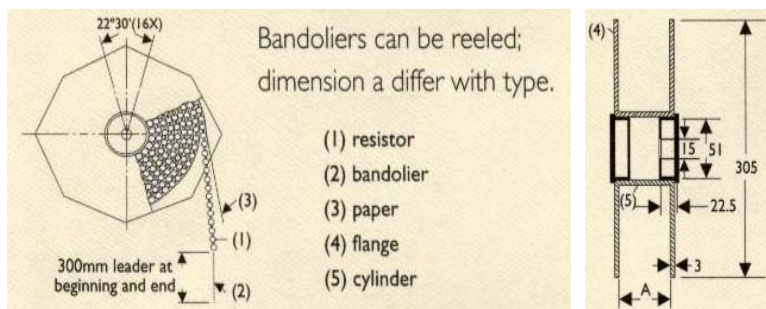 22°30'(16X)
Bandoliers can be reeled;
dimension a differ with type.
(1) resistor
(2) bandolier
(3) paper
(4) flange
(5) cylinder
(3)
(1)
(2)
300mm leader at
beginning and end
(4)
15
51
305
(5)
22.5
3
A